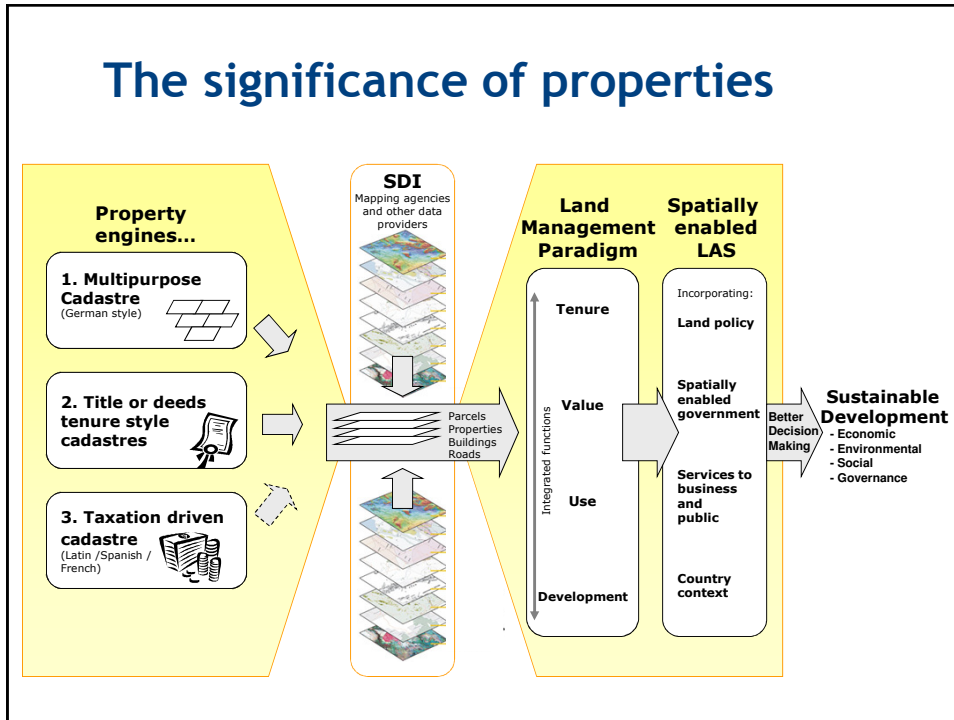 The significance of properties
Property
engines...
1. Multipurpose
Cadastre
(German style)
2. Title or deeds
tenure style
cadastres
3. Taxation driven
cadastre
(Latin /Spanish /
French)
SDI
Mapping agencies
and other data
providers
Parcels
Properties
Buildings
Roads
Land
Management
Paradigm
Integrated functions
Tenure
Value
Use
Development
Spatially
enabled
LAS
Incorporating:
Land policy
Spatially
enabled
government
Services to
business
and
public
Country
context
Better
Decision
Making
Sustainable
Development
- Economic
- Environmental
- Social
- Governance